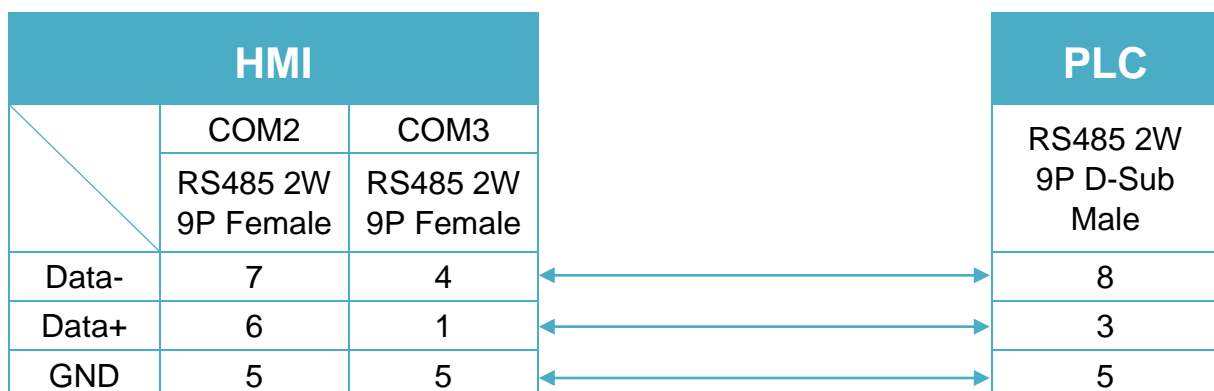 HMI PLC
COM2 COM3
RS485 2W
9P D-Sub
Male
RS485 2W RS485 2W
9P Female 9P Female
Data- 7 4 8
Data+ 6 1 3
GND 5 5 5